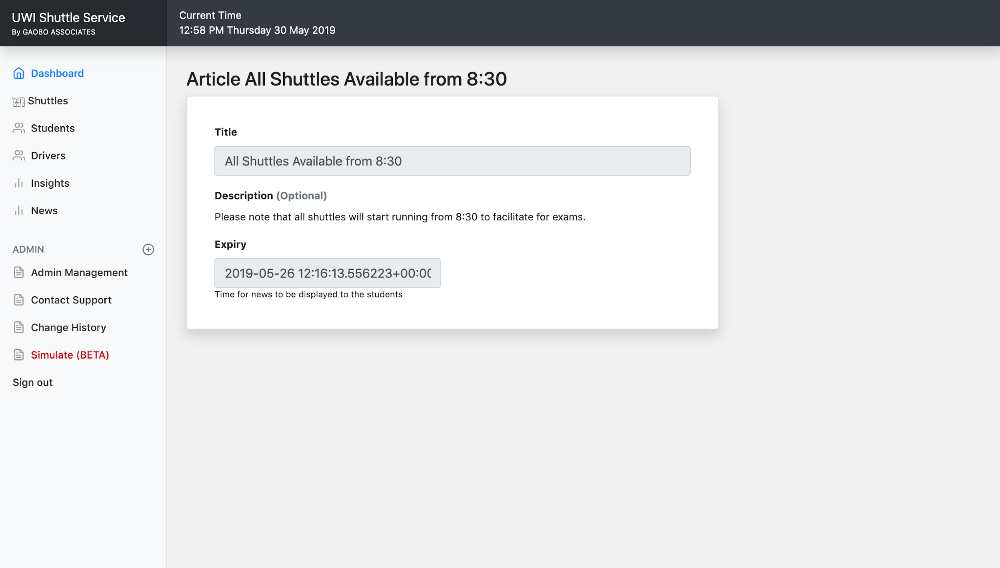 UWI Shuttle Service
By GAOBO ASSOCIATES
Current Time
12:58 PM Thursday 30 May 2019
Dashboard
Shuttles
Students
Drivers
Insights
News
ADMIN
Admin Management
Contact Support
Change History
Simulate (BETA)
Sign out
Article All Shuttles Available from 8:30
Title
All Shuttles Available from 8:30
Description (Optional)
Please note that all shuttles will start running from 8:30 to facilitate for exams.
Expiry
2019-05-26 12:16:13.556223+00:00
Time for news to be displayed to the students